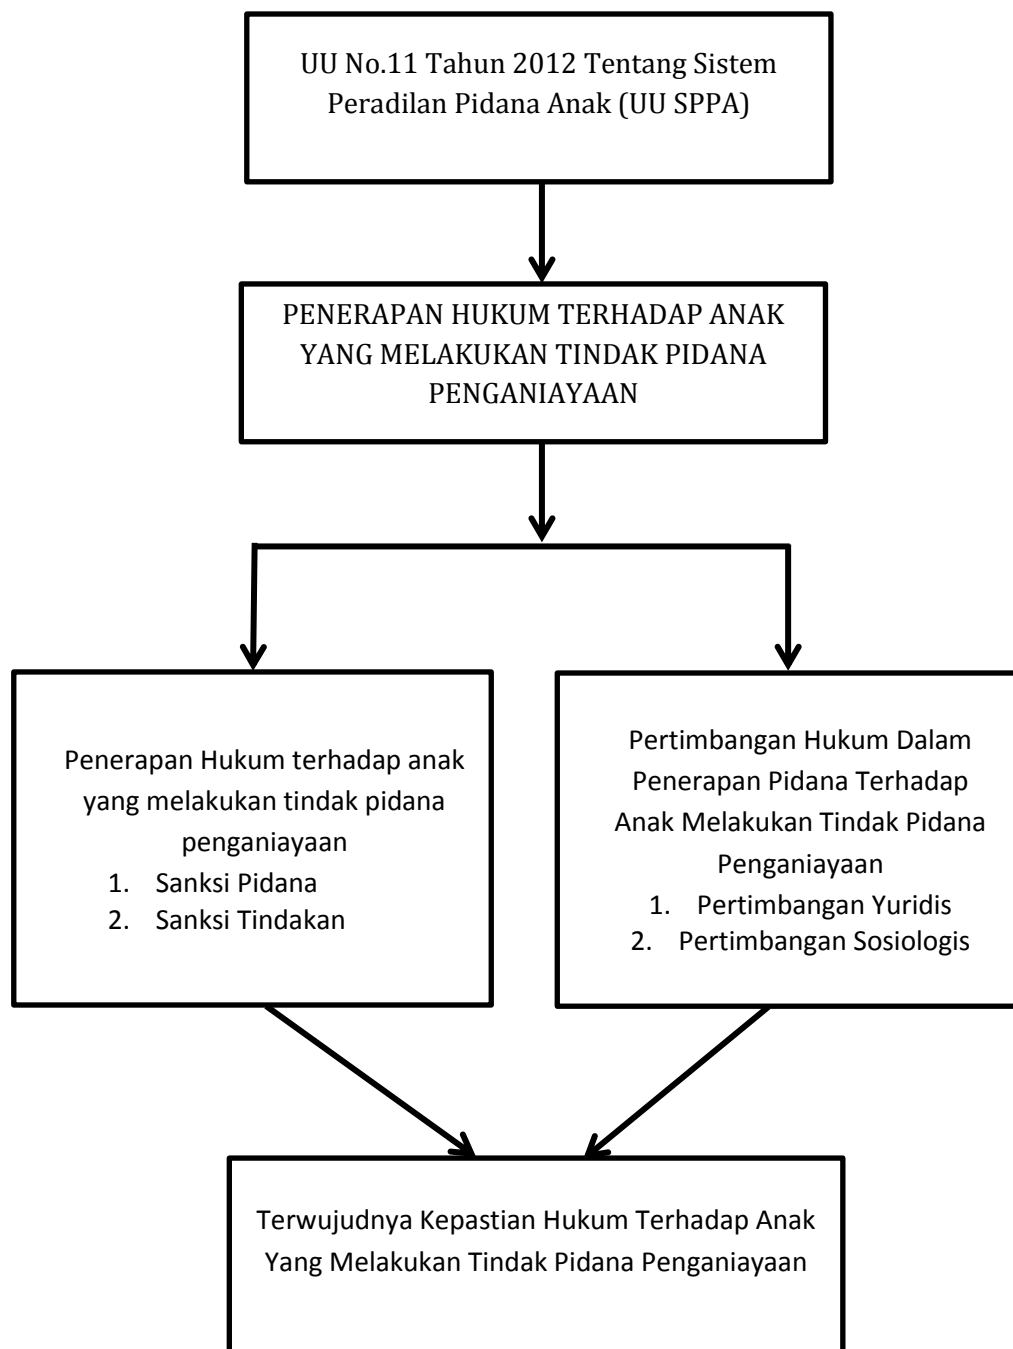 UU No.11 Tahun 2012 Tentang Sistem
Peradilan Pidana Anak (UU SPPA)
PENERAPAN HUKUM TERHADAP ANAK
YANG MELAKUKAN TINDAK PIDANA
PENGANIAYAAN
Penerapan Hukum terhadap anak
yang melakukan tindak pidana
penganiayaan
1. Sanksi Pidana
2. Sanksi Tindakan
Pertimbangan Hukum Dalam
Penerapan Pidana Terhadap
Anak Melakukan Tindak Pidana
Penganiayaan
1. Pertimbangan Yuridis
2. Pertimbangan Sosiologis
Terwujudnya Kepastian Hukum Terhadap Anak
Yang Melakukan Tindak Pidana Penganiayaan